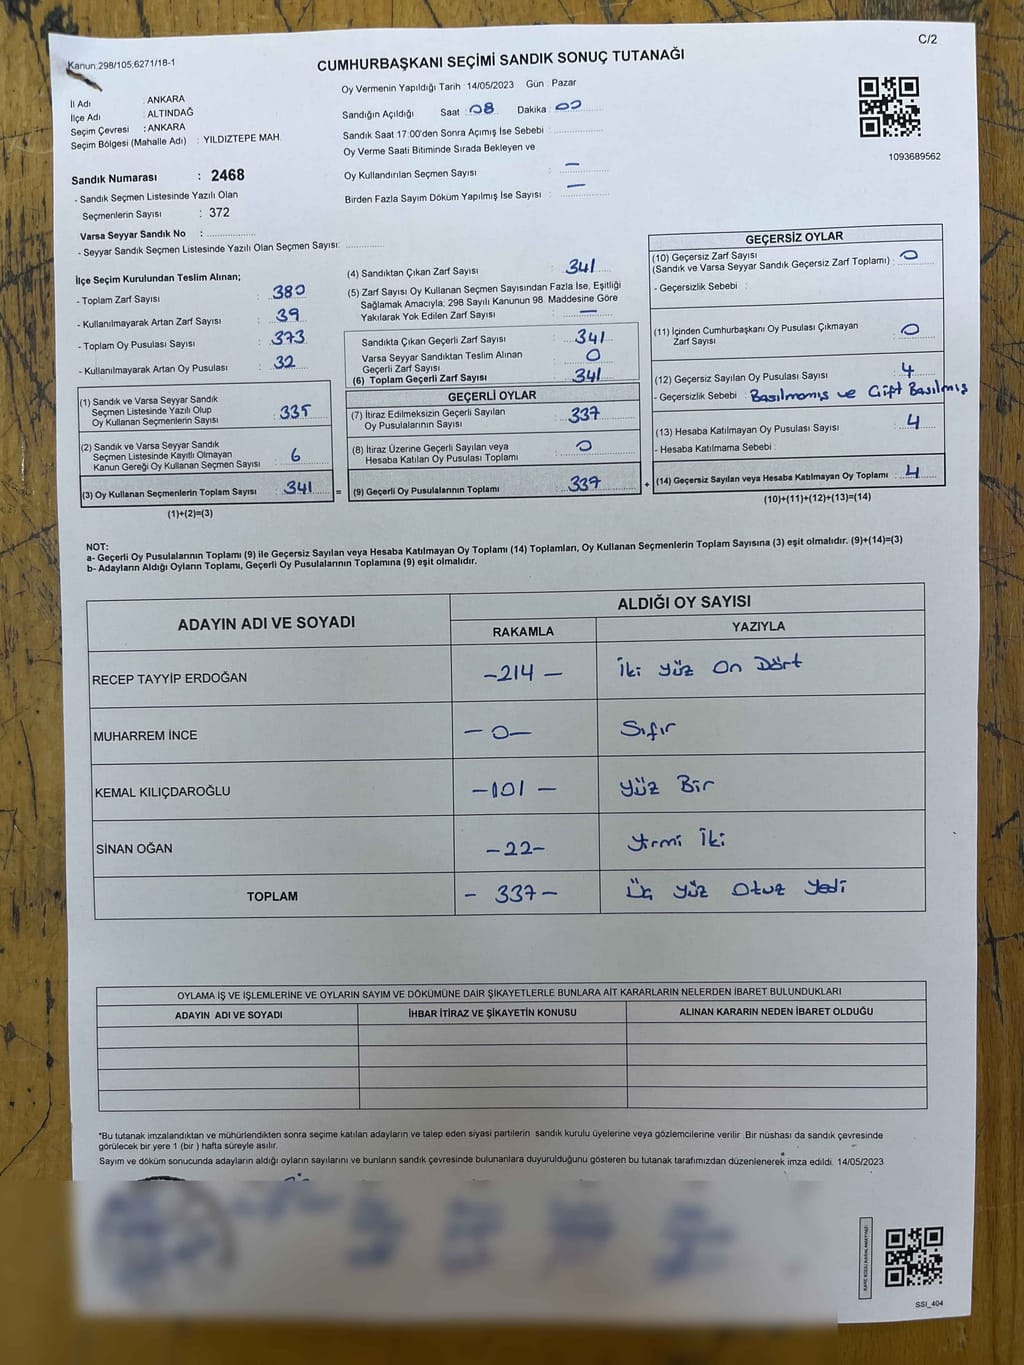 C/2
Kanun:298/105,6271/18-1
CUMHURBAŞKANI SEÇİMİ SANDIK SONUÇ TUTANAĞI
Oy Vermenin Yapıldığı Tarih : 14/05/2023 Gün : Pazar
İl Adı : ANKARA
İlçe Adı : ALTINDAĞ
Seçim Çevresi : ANKARA
Seçim Bölgesi (Mahalle Adı) : YILDIZTEPE MAH.
Sandığın Açıldığı Saat : 08 Dakika : 00
Sandık Saat 17:00'den Sonra Açımış İse Sebebi :
Oy Verme Saati Bitiminde Sırada Bekleyen ve
Oy Kullandırılan Seçmen Sayısı : —
Birden Fazla Sayım Döküm Yapılmış İse Sayısı : —
1093689562
Sandık Numarası : 2468
- Sandık Seçmen Listesinde Yazılı Olan
Seçmenlerin Sayısı : 372
Varsa Seyyar Sandık No :
- Seyyar Sandık Seçmen Listesinde Yazılı Olan Seçmen Sayısı:
İlçe Seçim Kurulundan Teslim Alınan;
- Toplam Zarf Sayısı : 380
- Kullanılmayarak Artan Zarf Sayısı : 39
- Toplam Oy Pusulası Sayısı : 373
- Kullanılmayarak Artan Oy Pusulası : 32
(1) Sandık ve Varsa Seyyar Sandık
Seçmen Listesinde Yazılı Olup
Oy Kullanan Seçmenlerin Sayısı : 335
(2) Sandık ve Varsa Seyyar Sandık
Seçmen Listesinde Kayıtlı Olmayan
Kanun Gereği Oy Kullanan Seçmen Sayısı : 6
(3) Oy Kullanan Seçmenlerin Toplam Sayısı : 341
(1)+(2)=(3)
=
(4) Sandıktan Çıkan Zarf Sayısı : 341
(5) Zarf Sayısı Oy Kullanan Seçmen Sayısından Fazla İse, Eşitliği
Sağlamak Amacıyla; 298 Sayılı Kanunun 98. Maddesine Göre
Yakılarak Yok Edilen Zarf Sayısı : —
Sandıkta Çıkan Geçerli Zarf Sayısı : 341
Varsa Seyyar Sandıktan Teslim Alınan
Geçerli Zarf Sayısı : 0
(6) Toplam Geçerli Zarf Sayısı : 341
GEÇERLİ OYLAR
(7) İtiraz Edilmeksizin Geçerli Sayılan
Oy Pusulalarının Sayısı : 337
(8) İtiraz Üzerine Geçerli Sayılan veya
Hesaba Katılan Oy Pusulası Toplamı : 0
(9) Geçerli Oy Pusulalarının Toplamı : 337
+
GEÇERSİZ OYLAR
(10) Geçersiz Zarf Sayısı
(Sandık ve Varsa Seyyar Sandık Geçersiz Zarf Toplamı) : 0
- Geçersizlik Sebebi :
(11) İçinden Cumhurbaşkanı Oy Pusulası Çıkmayan
Zarf Sayısı : 0
(12) Geçersiz Sayılan Oy Pusulası Sayısı : 4
- Geçersizlik Sebebi : Basılmamış ve Çift Basılmış
(13) Hesaba Katılmayan Oy Pusulası Sayısı : 4
- Hesaba Katılmama Sebebi :
(14) Geçersiz Sayılan veya Hesaba Katılmayan Oy Toplamı : 4
(10)+(11)+(12)+(13)=(14)
NOT:
a- Geçerli Oy Pusulalarının Toplamı (9) ile Geçersiz Sayılan veya Hesaba Katılmayan Oy Toplamı (14) Toplamları, Oy Kullanan Seçmenlerin Toplam Sayısına (3) eşit olmalıdır. (9)+(14)=(3)
b- Adayların Aldığı Oyların Toplamı, Geçerli Oy Pusulalarının Toplamına (9) eşit olmalıdır.
ADAYIN ADI VE SOYADI
ALDIĞI OY SAYISI
RAKAMLA YAZIYLA
RECEP TAYYİP ERDOĞAN -214- İki yüz On Dört
MUHARREM İNCE -0- Sıfır
KEMAL KILIÇDAROĞLU -101- Yüz Bir
SİNAN OĞAN -22- Yirmi İki
TOPLAM -337- Üç yüz Otuz Yedi
OYLAMA İŞ VE İŞLEMLERİNE VE OYLARIN SAYIM VE DÖKÜMÜNE DAİR ŞİKAYETLERLE BUNLARA AİT KARARLARIN NELERDEN İBARET BULUNDUKLARI
ADAYIN ADI VE SOYADI İHBAR İTİRAZ VE ŞİKAYETİN KONUSU ALINAN KARARIN NEDEN İBARET OLDUĞU
*Bu tutanak imzalandıktan ve mühürlendikten sonra seçime katılan adayların ve talep eden siyasi partilerin sandık kurulu üyelerine veya gözlemcilerine verilir. Bir nüshası da sandık çevresinde
görülecek bir yere 1 (bir ) hafta süreyle asılır.
Sayım ve döküm sonucunda adayların aldığı oyların sayılarını ve bunların sandık çevresinde bulunanlara duyurulduğunu gösteren bu tutanak tarafımızdan düzenlenerek imza edildi. 14/05/2023
SSI_404